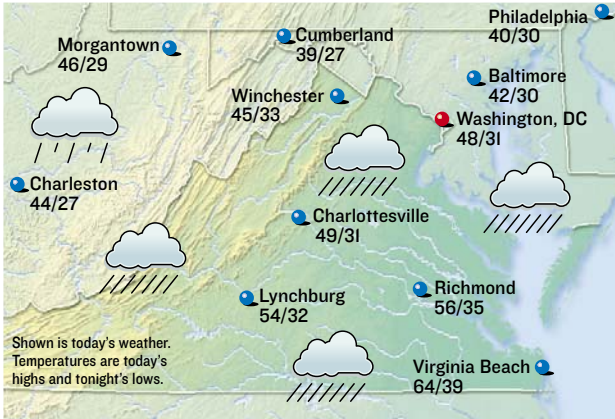 Philadelphia
40/30
Cumberland
39/27
Morgantown
46/29
Baltimore
42/30
Winchester
45/33
Washington, DC
48/31
Charleston
44/27
Charlottesville
49/31
Richmond
56/35
Lynchburg
54/32
Shown is today's weather.
Temperatures are today's
highs and tonight's lows.
Virginia Beach
64/39